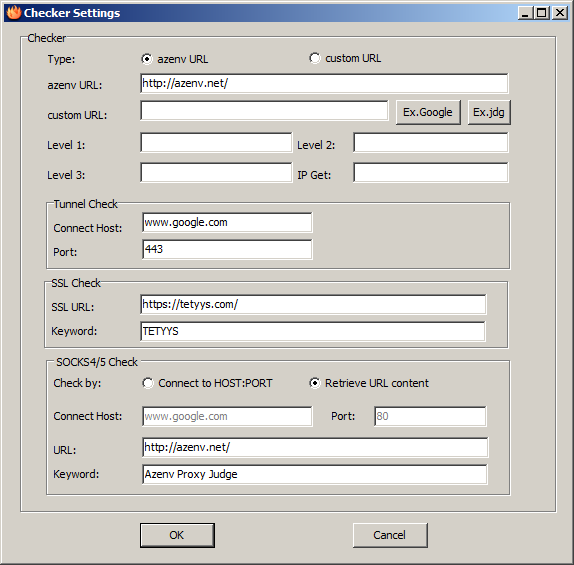 Checker Settings
Checker
Type: azenv URL custom URL
azenv URL: http://azenv.net/
custom URL: Ex.Google Ex.jdg
Level 1: Level 2:
Level 3: IP Get:
Tunnel Check
Connect Host: www.google.com
Port: 443
SSL Check
SSL URL: https://tetyys.com/
Keyword: TETYYS
SOCKS4/5 Check
Check by: Connect to HOST:PORT Retrieve URL content
Connect Host: www.google.com Port: 80
URL: http://azenv.net/
Keyword: Azenv Proxy Judge
OK Cancel